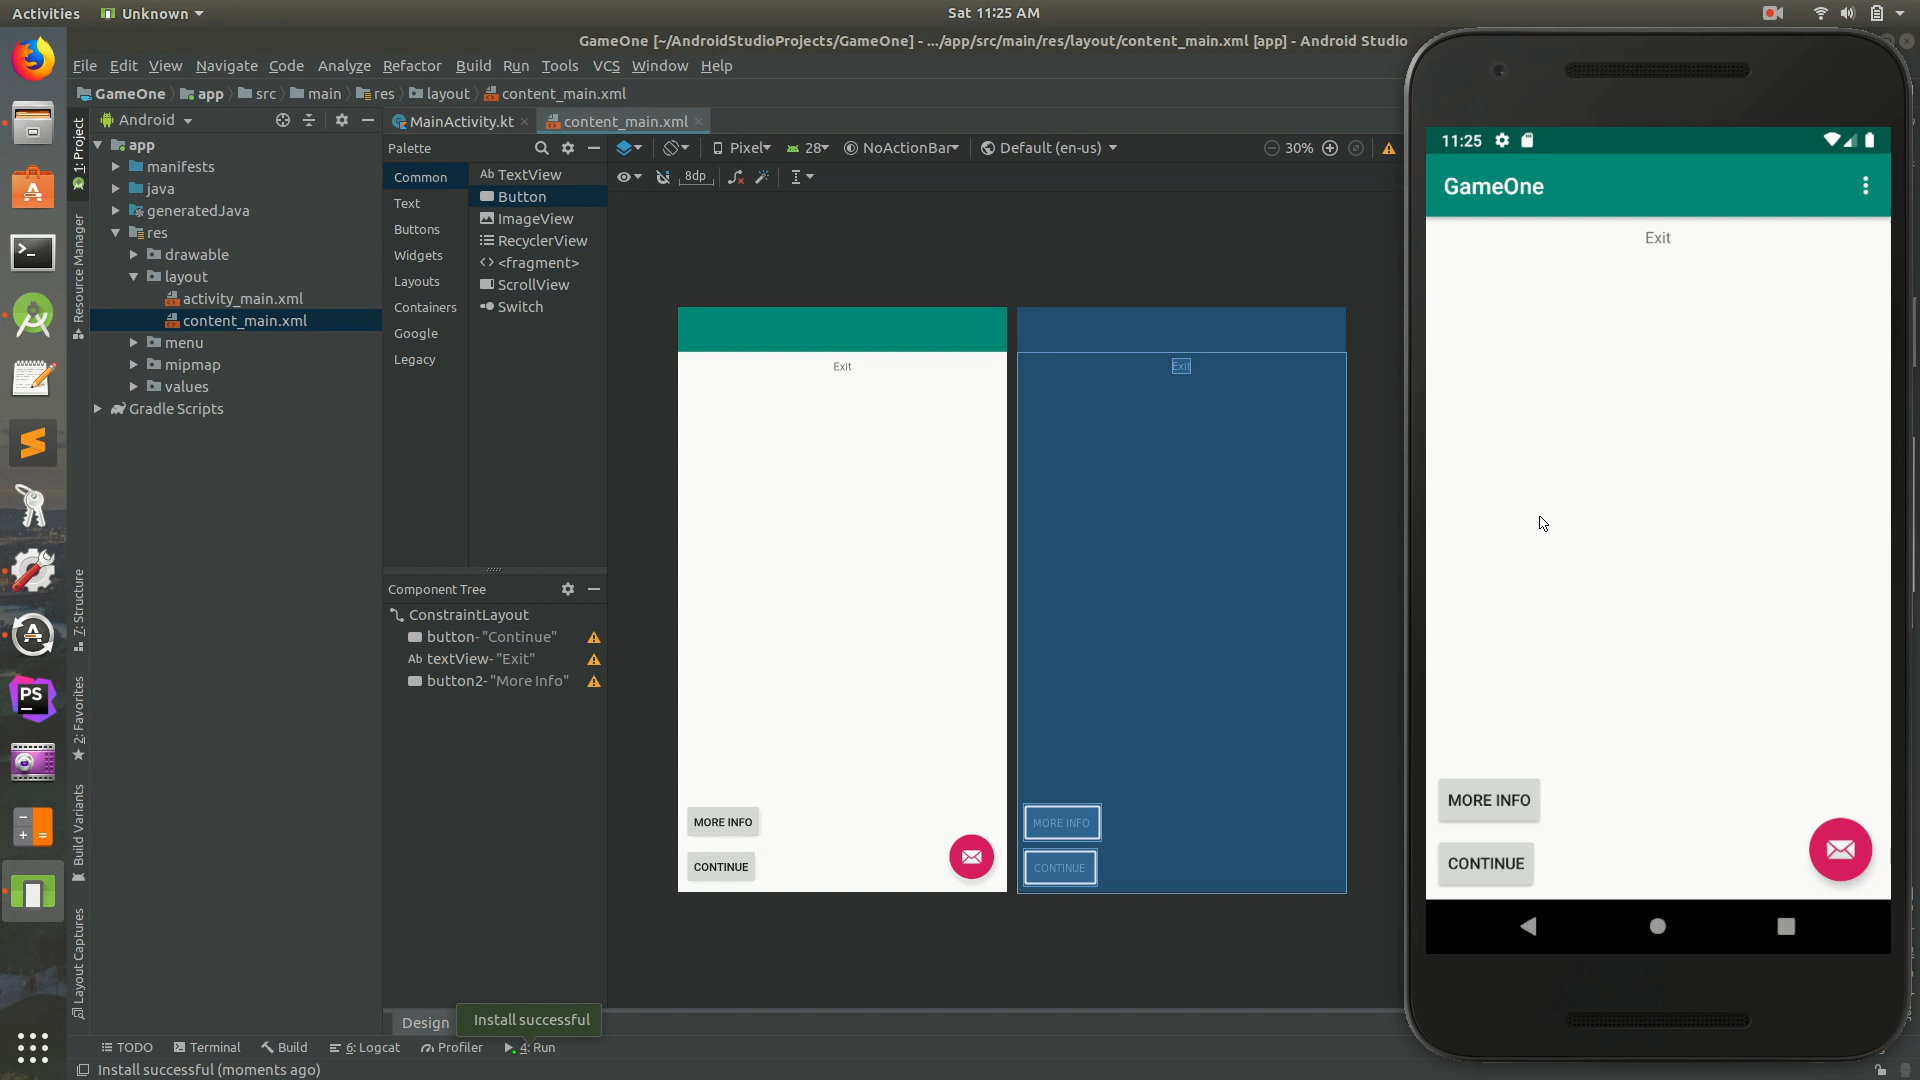 Activities
Unknown
Sat 11:25 AM
GameOne [~/AndroidStudioProjects/GameOne] - .../app/src/main/res/layout/content_main.xml [app] - Android Studio
File Edit View Navigate Code Analyze Refactor Build Run Tools VCS Window Help
GameOne app src main res layout content_main.xml
Android
MainActivity.kt
content_main.xml
1: Project
Resource Manager
7: Structure
2: Favorites
Build Variants
Layout Captures
app
manifests
java
generatedJava
res
drawable
layout
activity_main.xml
content_main.xml
menu
mipmap
values
Gradle Scripts
Palette
Common
Text
Buttons
Widgets
Layouts
Containers
Google
Legacy
Ab TextView
Button
ImageView
RecyclerView
<fragment>
ScrollView
Switch
Pixel
28
NoActionBar
Default (en-us)
30%
8dp
Component Tree
ConstraintLayout
button- "Continue"
Ab textView- "Exit"
button2- "More Info"
Exit
MORE INFO
CONTINUE
Exit
MORE INFO
CONTINUE
11:25
GameOne
Exit
MORE INFO
CONTINUE
PS
Design
Install successful
TODO
Terminal
Build
6: Logcat
Profiler
4: Run
Install successful (moments ago)